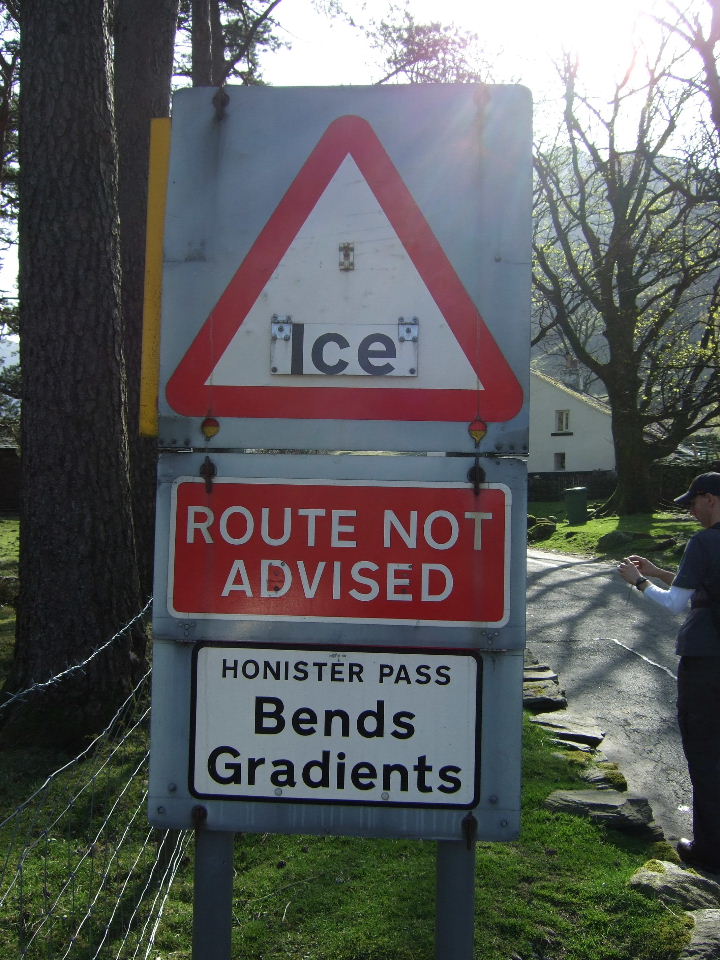 Ice
ROUTE NOT
ADVISED
HONISTER PASS
Bends
Gradients